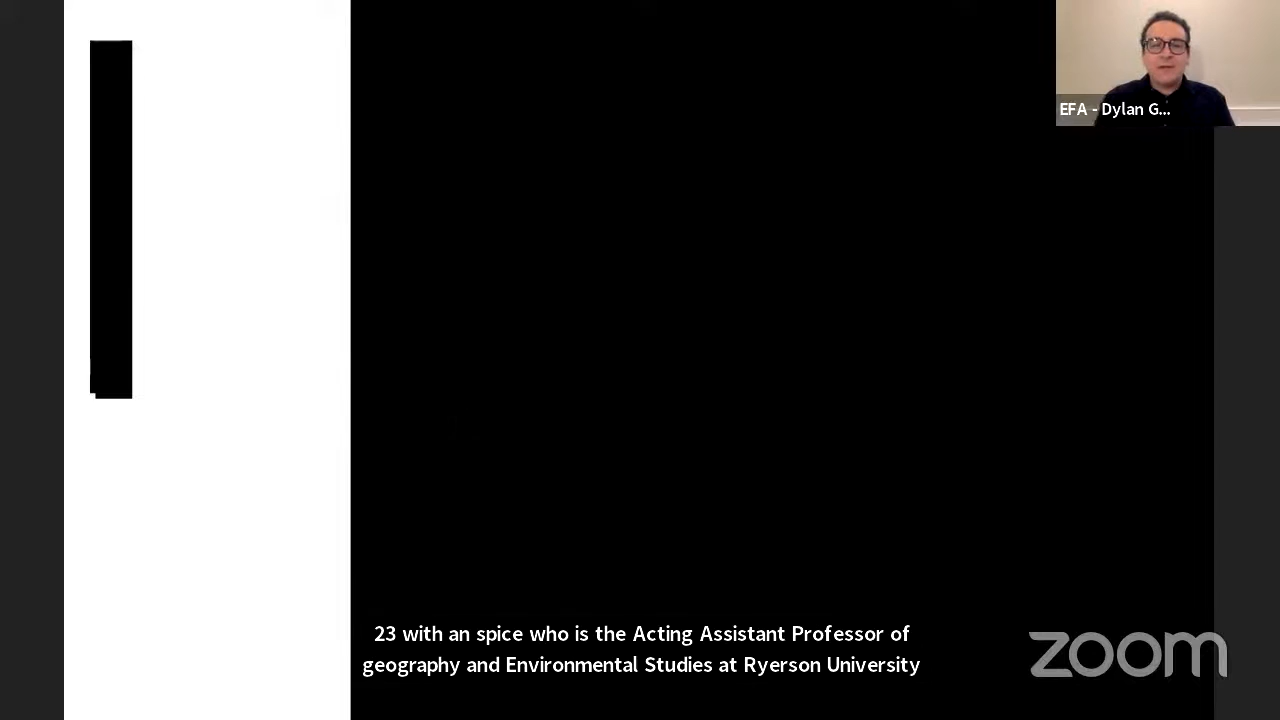 EFA - Dylan G...
23 with an spice who is the Acting Assistant Professor of
geography and Environmental Studies at Ryerson University
zoom